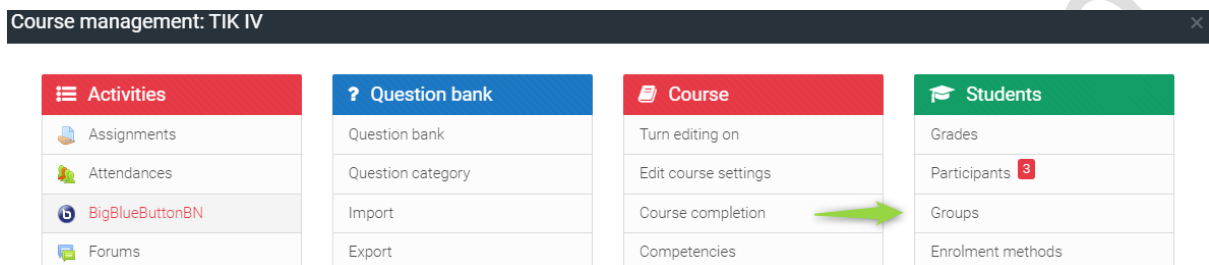 Course management: TIK IV
Activities
Assignments
Attendances
BigBlueButtonBN
Forums
? Question bank
Question bank
Question category
Import
Export
Course
Turn editing on
Edit course settings
Course completion
Competencies
Students
Grades
Participants 3
Groups
Enrolment methods